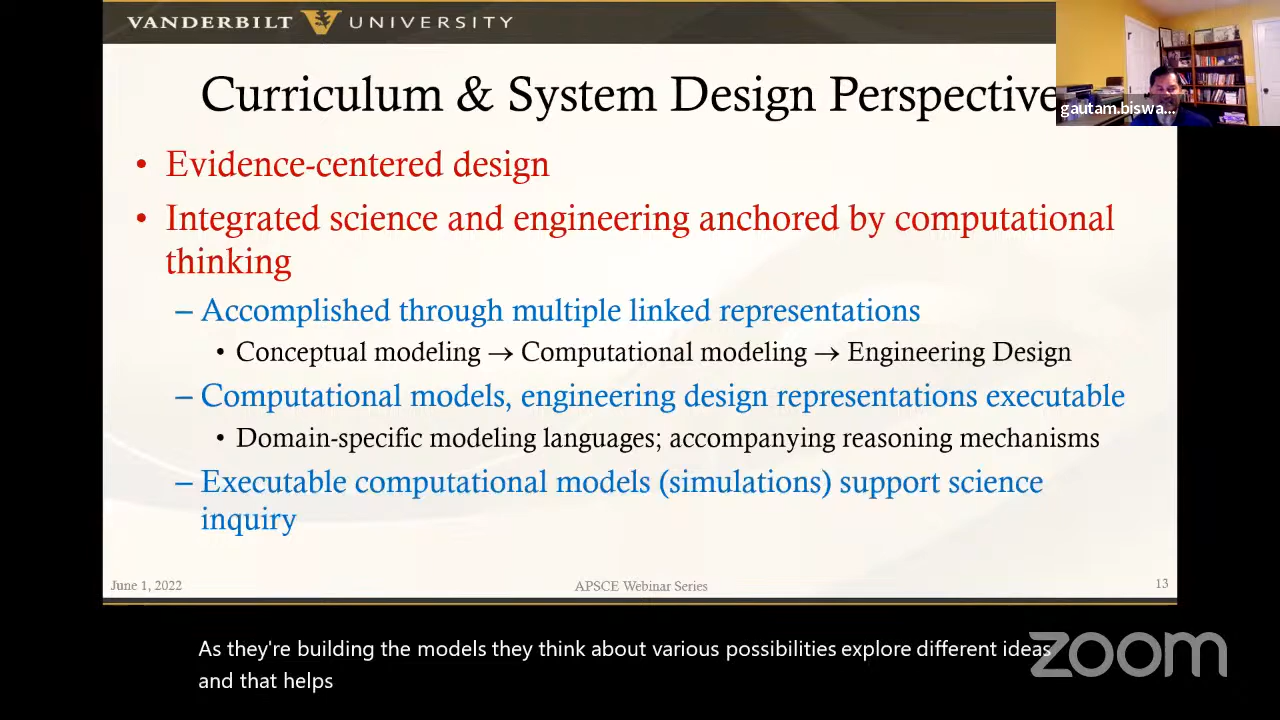 VANDERBILT UNIVERSITY
Curriculum & System Design Perspective
gautam.biswa...
• Evidence-centered design
• Integrated science and engineering anchored by computational
thinking
– Accomplished through multiple linked representations
• Conceptual modeling → Computational modeling → Engineering Design
– Computational models, engineering design representations executable
• Domain-specific modeling languages; accompanying reasoning mechanisms
– Executable computational models (simulations) support science
inquiry
June 1, 2022
APSCE Webinar Series
13
As they're building the models they think about various possibilities explore different ideas
and that helps
zoom